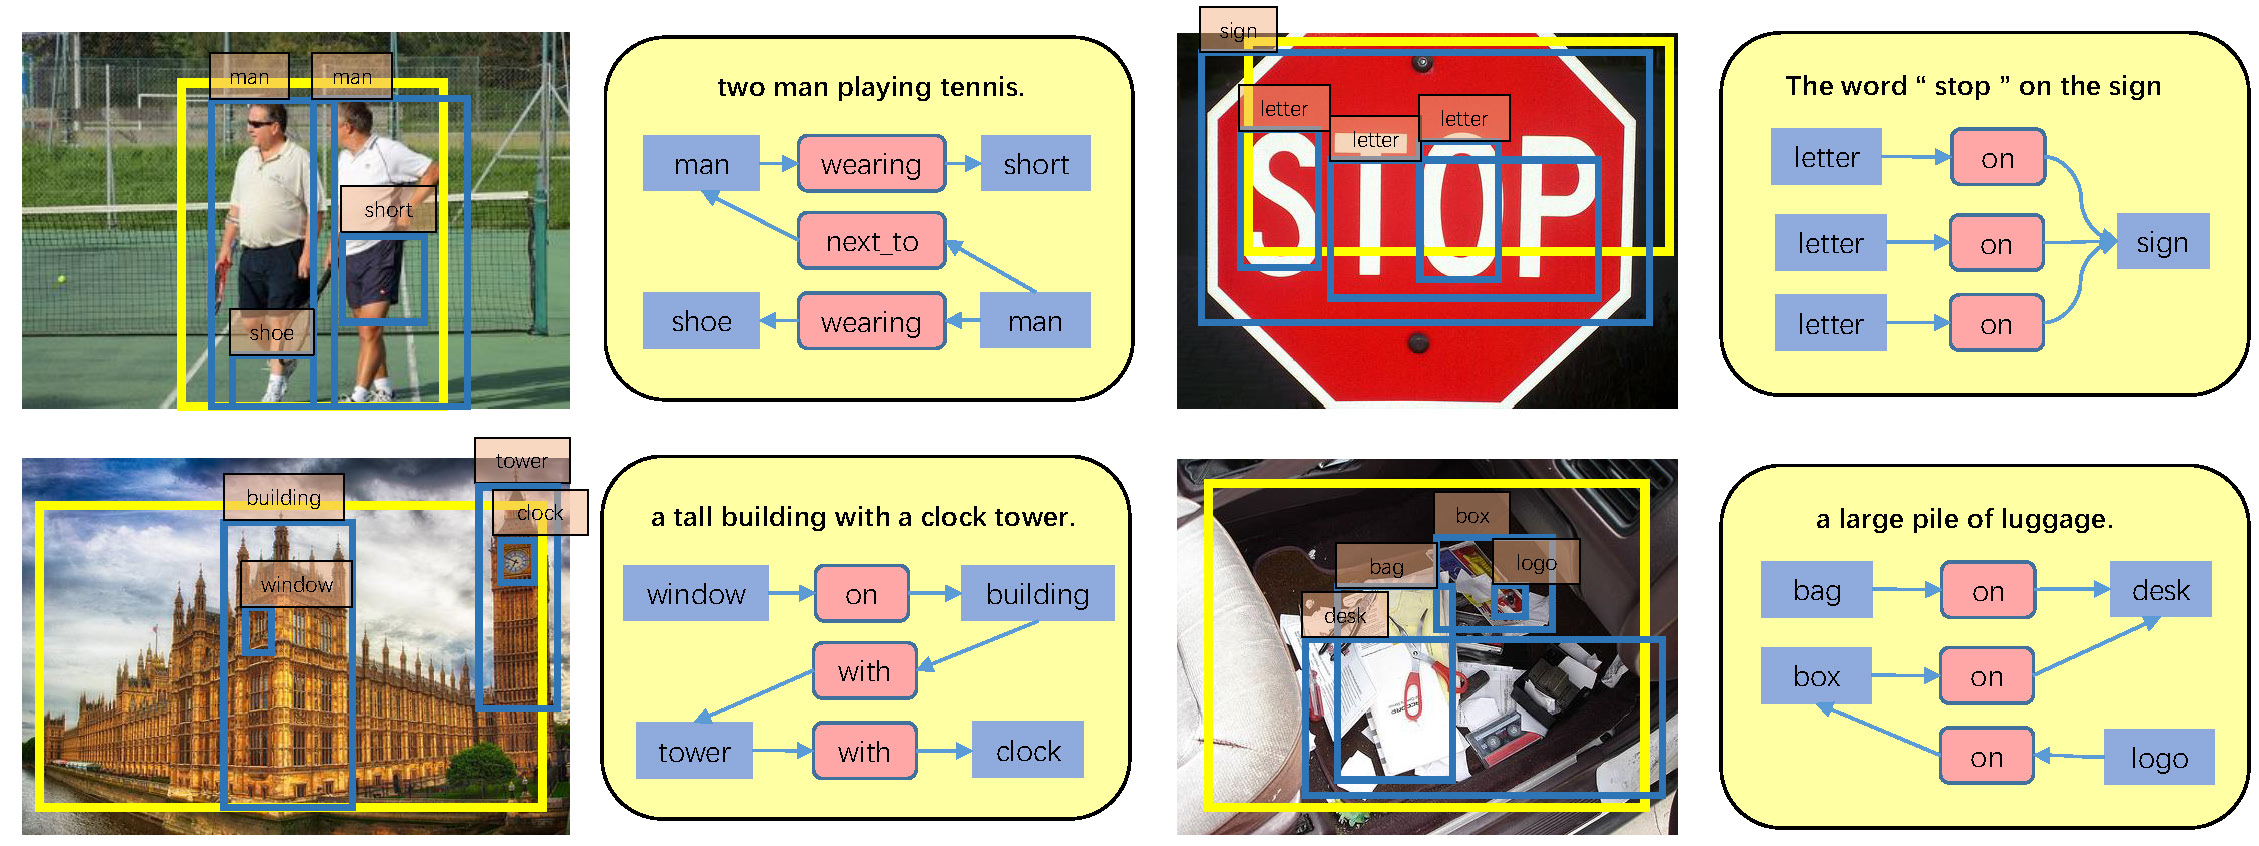 man
man
short
shoe
two man playing tennis.
man wearing short
next_to
shoe wearing man
sign
letter
letter
letter
STOP
The word “ stop ” on the sign
letter on
letter on sign
letter on
tower
building
clock
window
a tall building with a clock tower.
window on building
with
tower with clock
box
bag
logo
desk
a large pile of luggage.
bag on desk
box on
on logo